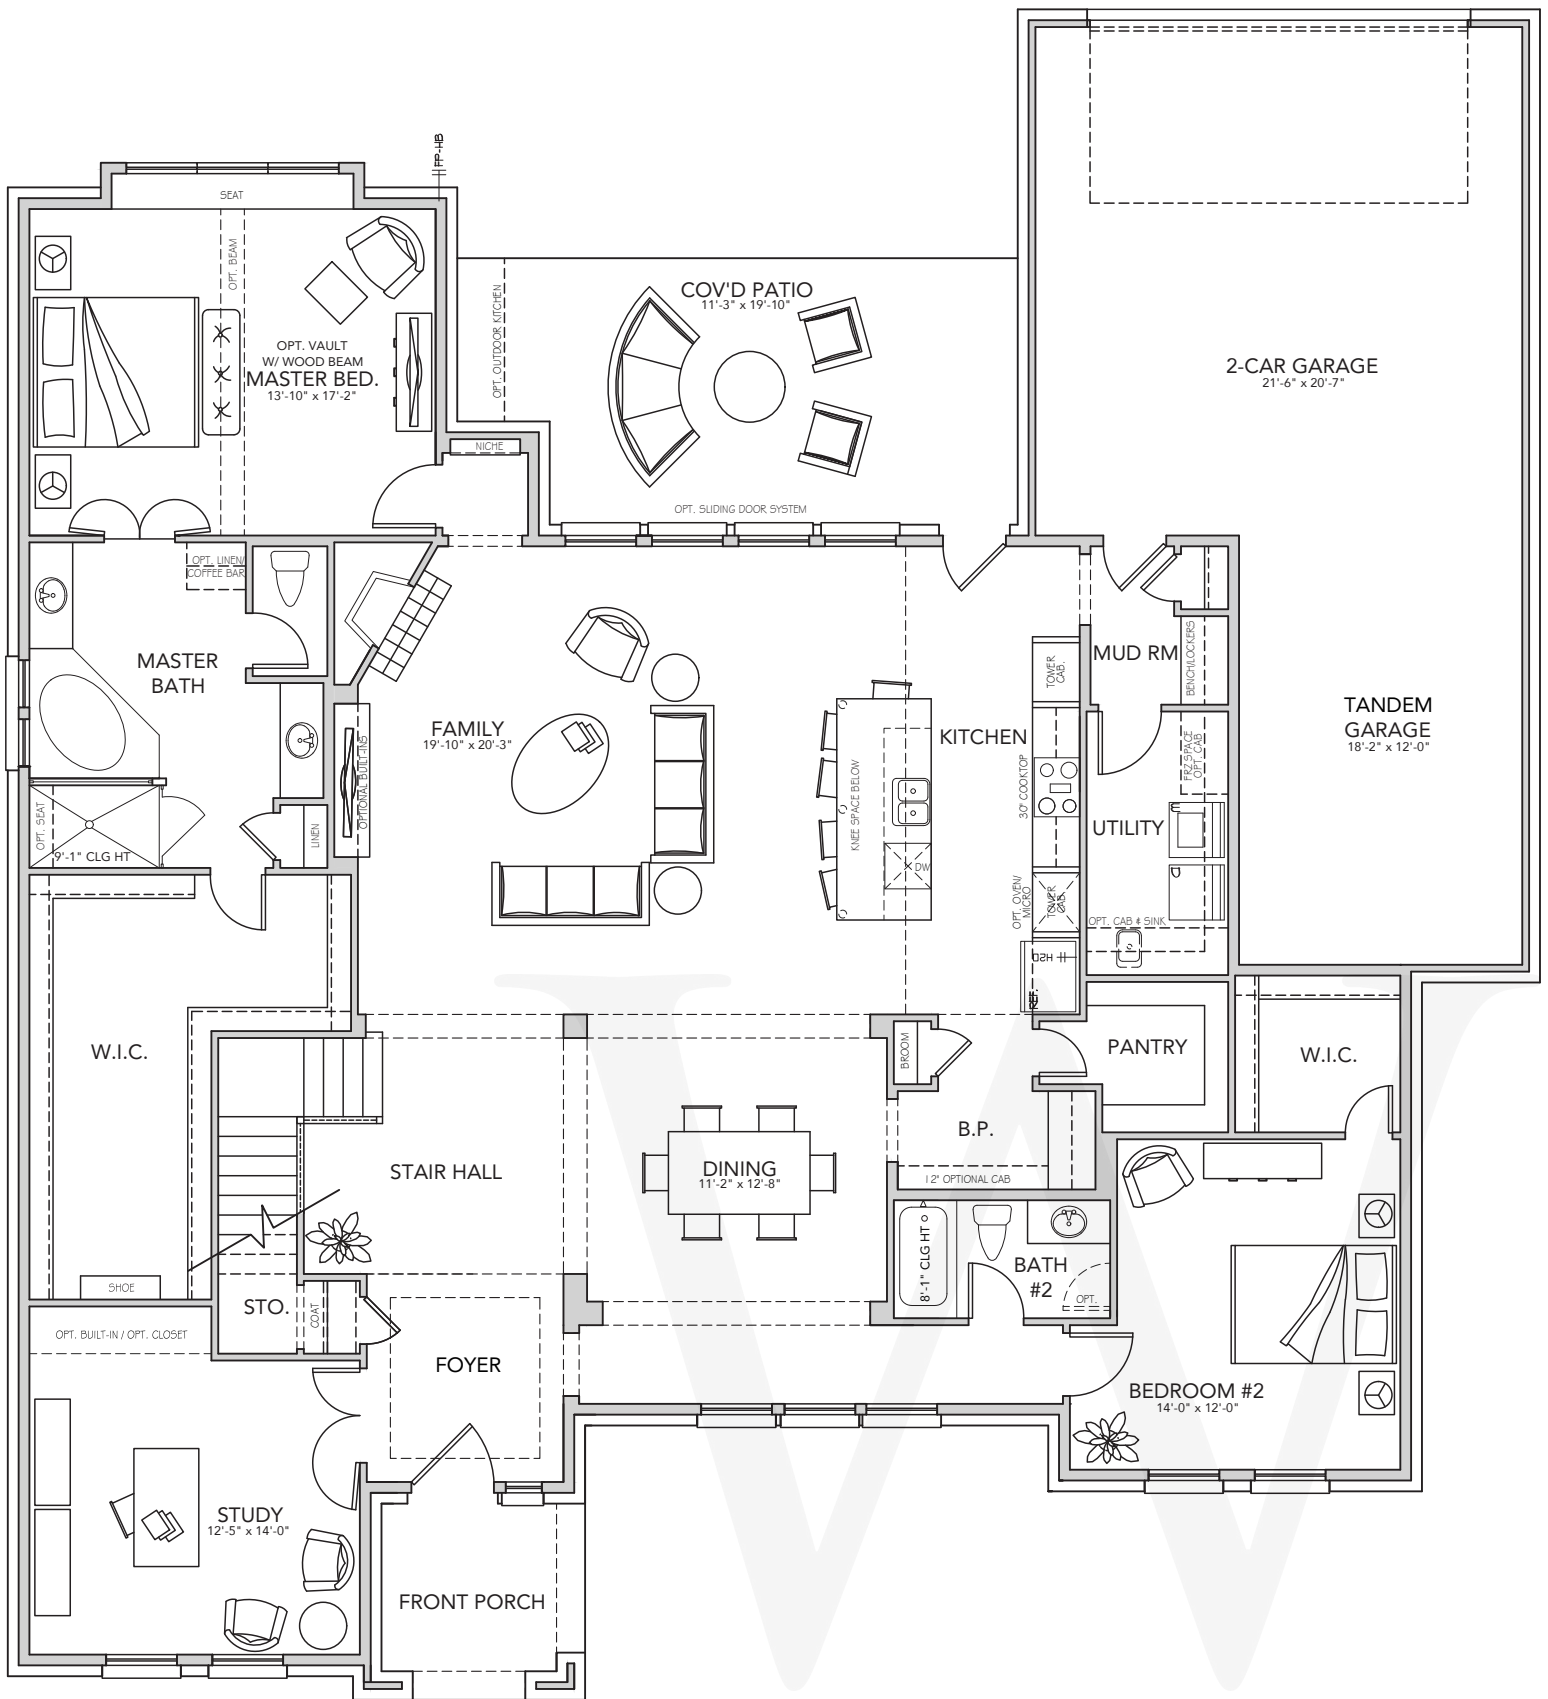 FP-HB
SEAT
OPT. BEAM
OPT. VAULT
W/ WOOD BEAM
MASTER BED.
13'-10" x 17'-2"
OPT. OUTDOOR KITCHEN
COV'D PATIO
11'-3" x 19'-10"
NICHE
OPT. SLIDING DOOR SYSTEM
2-CAR GARAGE
21'-6" x 20'-7"
OPT. LINEN/
COFFEE BAR
MASTER
BATH
OPT. SEAT
9'-1" CLG HT
LINEN
FAMILY
19'-10" x 20'-3"
OPTIONAL BUILT-INS
KITCHEN
KNEE SPACE BELOW
DW
TOWER
CAB.
30" COOKTOP
OPT. OVEN/
MICRO
TOWER
CAB.
H2O
REF.
MUD RM
BENCH/LOCKERS
FRZ SPACE
OPT. CAB
UTILITY
D
OPT. CAB & SINK
TANDEM
GARAGE
18'-2" x 12'-0"
W.I.C.
SHOE
BROOM
PANTRY
W.I.C.
B.P.
12" OPTIONAL CAB
STAIR HALL
DINING
11'-2" x 12'-8"
8'-1" CLG HT
BATH
#2
OPT.
STO.
COAT
OPT. BUILT-IN / OPT. CLOSET
FOYER
BEDROOM #2
14'-0" x 12'-0"
STUDY
12'-5" x 14'-0"
FRONT PORCH
W